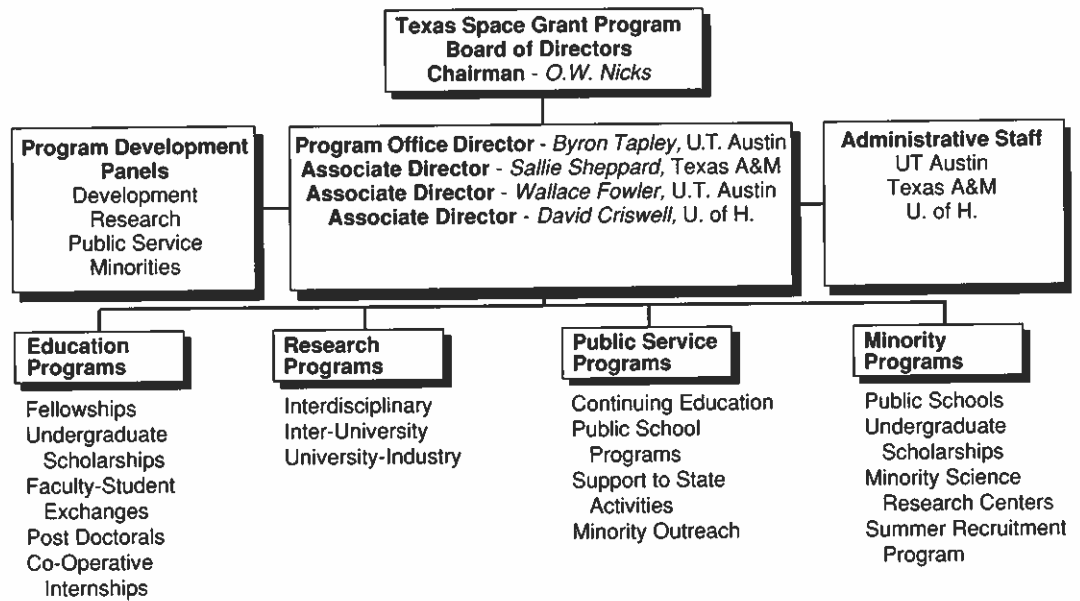 Texas Space Grant Program
Board of Directors
Chairman - O.W. Nicks
Program Development
Panels
Development
Research
Public Service
Minorities
Program Office Director - Byron Tapley, U.T. Austin
Associate Director - Sallie Sheppard, Texas A&M
Associate Director - Wallace Fowler, U.T. Austin
Associate Director - David Criswell, U. of H.
Administrative Staff
UT Austin
Texas A&M
U. of H.
Education
Programs
Fellowships
Undergraduate
Scholarships
Faculty-Student
Exchanges
Post Doctorals
Co-Operative
Internships
Research
Programs
Interdisciplinary
Inter-University
University-Industry
Public Service
Programs
Continuing Education
Public School
Programs
Support to State
Activities
Minority Outreach
Minority
Programs
Public Schools
Undergraduate
Scholarships
Minority Science
Research Centers
Summer Recruitment
Program